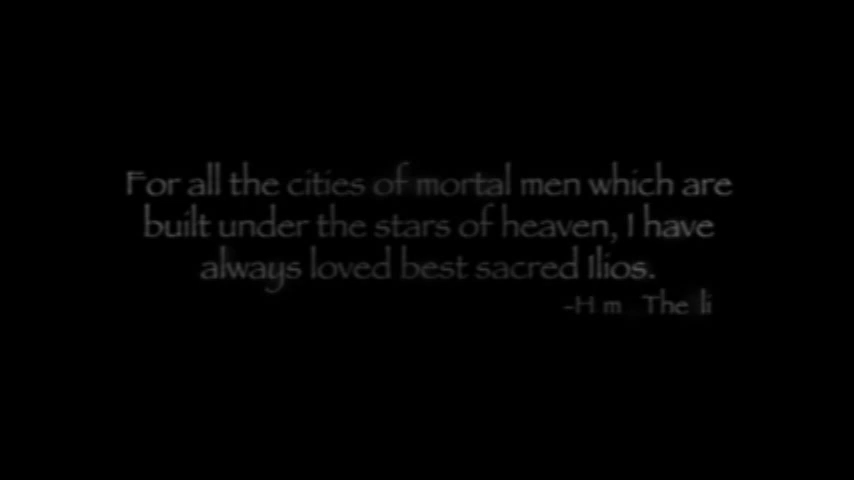 For all the cities of mortal men which are
built under the stars of heaven, I have
always loved best sacred Ilios.
The